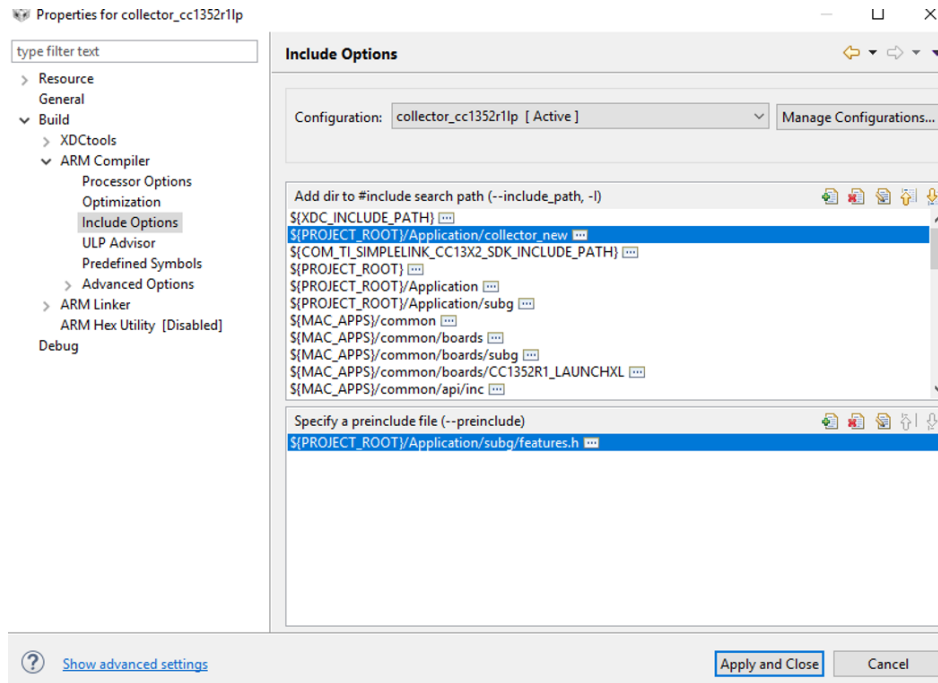 Properties for collector_cc1352r1lp
type filter text
Resource
General
Build
XDCtools
ARM Compiler
Processor Options
Optimization
Include Options
ULP Advisor
Predefined Symbols
Advanced Options
ARM Linker
ARM Hex Utility [Disabled]
Debug
Include Options
Configuration: collector_cc1352r1lp [ Active ] Manage Configurations...
Add dir to #include search path (--include_path, -I)
${XDC_INCLUDE_PATH}
${PROJECT_ROOT}/Application/collector_new
${COM_TI_SIMPLELINK_CC13X2_SDK_INCLUDE_PATH}
${PROJECT_ROOT}
${PROJECT_ROOT}/Application
${PROJECT_ROOT}/Application/subg
${MAC_APPS}/common
${MAC_APPS}/common/boards
${MAC_APPS}/common/boards/subg
${MAC_APPS}/common/boards/CC1352R1_LAUNCHXL
${MAC_APPS}/common/api/inc
Specify a preinclude file (--preinclude)
${PROJECT_ROOT}/Application/subg/features.h
Show advanced settings
Apply and Close Cancel